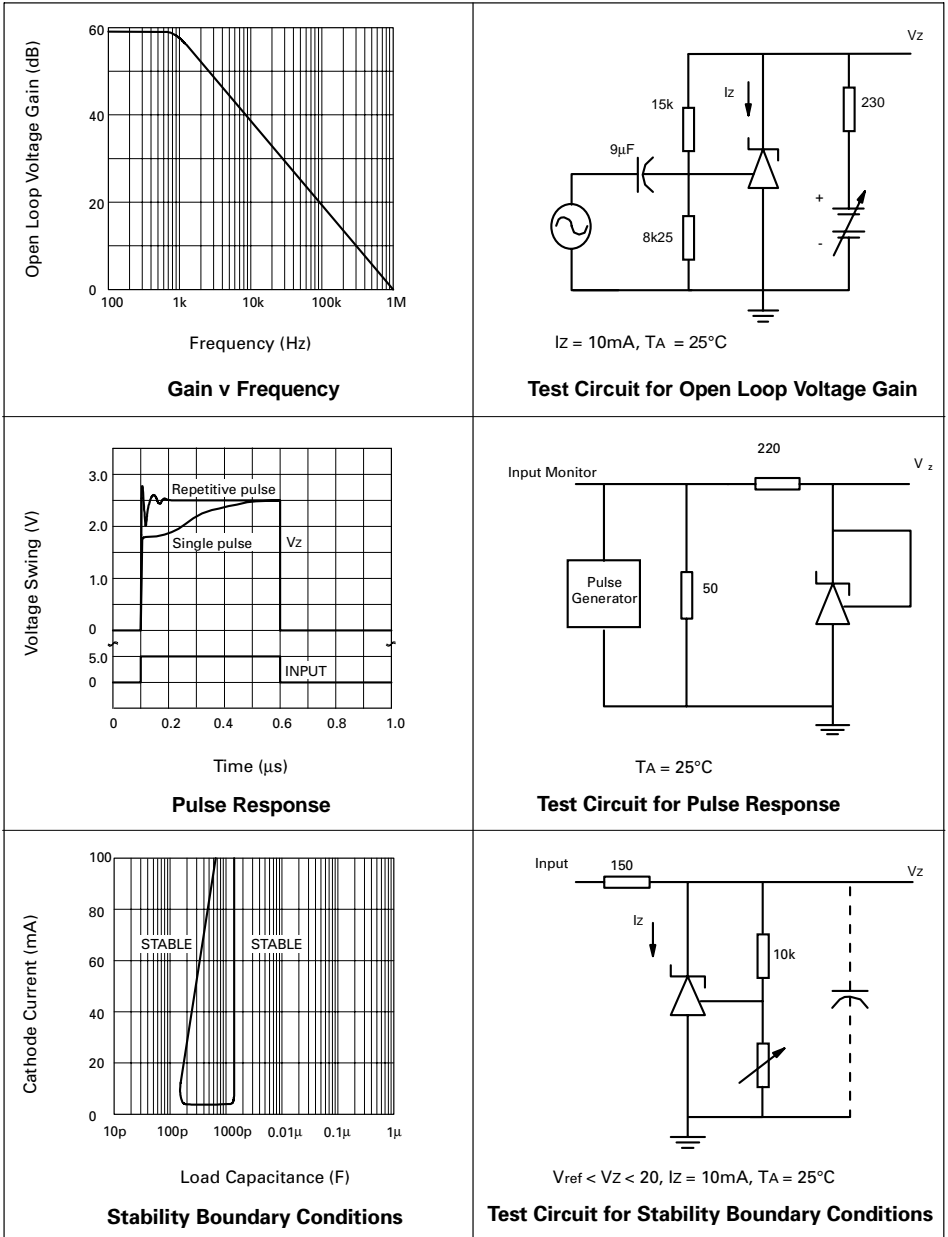 Open Loop Voltage Gain (dB)
60
40
20
0
100 1k 10k 100k 1M
Frequency (Hz)
Gain v Frequency
Vz
Iz
15k
230
9µF
8k25
+
-
Iz = 10mA, TA = 25°C
Test Circuit for Open Loop Voltage Gain
Voltage Swing (V)
3.0
2.0
1.0
0
5.0
0
Repetitive pulse
Single pulse
Vz
INPUT
0 0.2 0.4 0.6 0.8 1.0
Time (µs)
Pulse Response
220
Input Monitor
V z
Pulse
Generator
50
TA = 25°C
Test Circuit for Pulse Response
Cathode Current (mA)
100
80
60
40
20
0
STABLE
STABLE
10p 100p 1000p 0.01µ 0.1µ 1µ
Load Capacitance (F)
Stability Boundary Conditions
Input
150
Vz
Iz
10k
Vref < Vz < 20, Iz = 10mA, TA = 25°C
Test Circuit for Stability Boundary Conditions